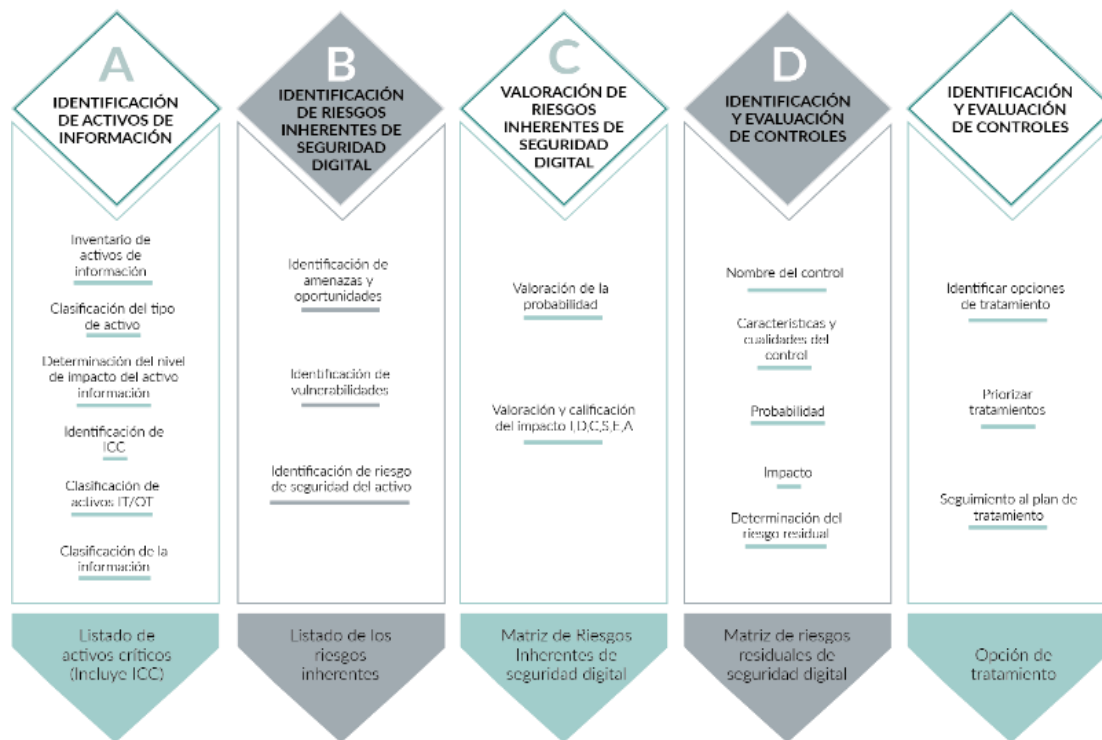 A
IDENTIFICACIÓN
DE ACTIVOS DE
INFORMACIÓN
Inventario de
activos de
información
Clasificación del tipo
de activo
Determinación del nivel
de impacto del activo
información
Identificación de
ICC
Clasificación de
activos IT/OT
Clasificación de la
información
Listado de
activos críticos
(Incluye ICC)
B
IDENTIFICACIÓN
DE RIESGOS
INHERENTES DE
SEGURIDAD
DIGITAL
Identificación de
amenazas y
oportunidades
Identificación de
vulnerabilidades
Identificación de riesgo
de seguridad del activo
Listado de los
riesgos
inherentes
C
VALORACIÓN DE
RIESGOS
INHERENTES DE
SEGURIDAD
DIGITAL
Valoración de la
probabilidad
Valoración y calificación
del impacto I,D,C,S,E,A
Matriz de Riesgos
Inherentes de
seguridad digital
D
IDENTIFICACIÓN
Y EVALUACIÓN
DE CONTROLES
Nombre del control
Características y
cualidades del
control
Probabilidad
Impacto
Determinación del
riesgo residual
Matriz de riesgos
residuales de
seguridad digital
IDENTIFICACIÓN
Y EVALUACIÓN
DE CONTROLES
Identificar opciones
de tratamiento
Priorizar
tratamientos
Seguimiento al plan de
tratamiento
Opción de
tratamiento